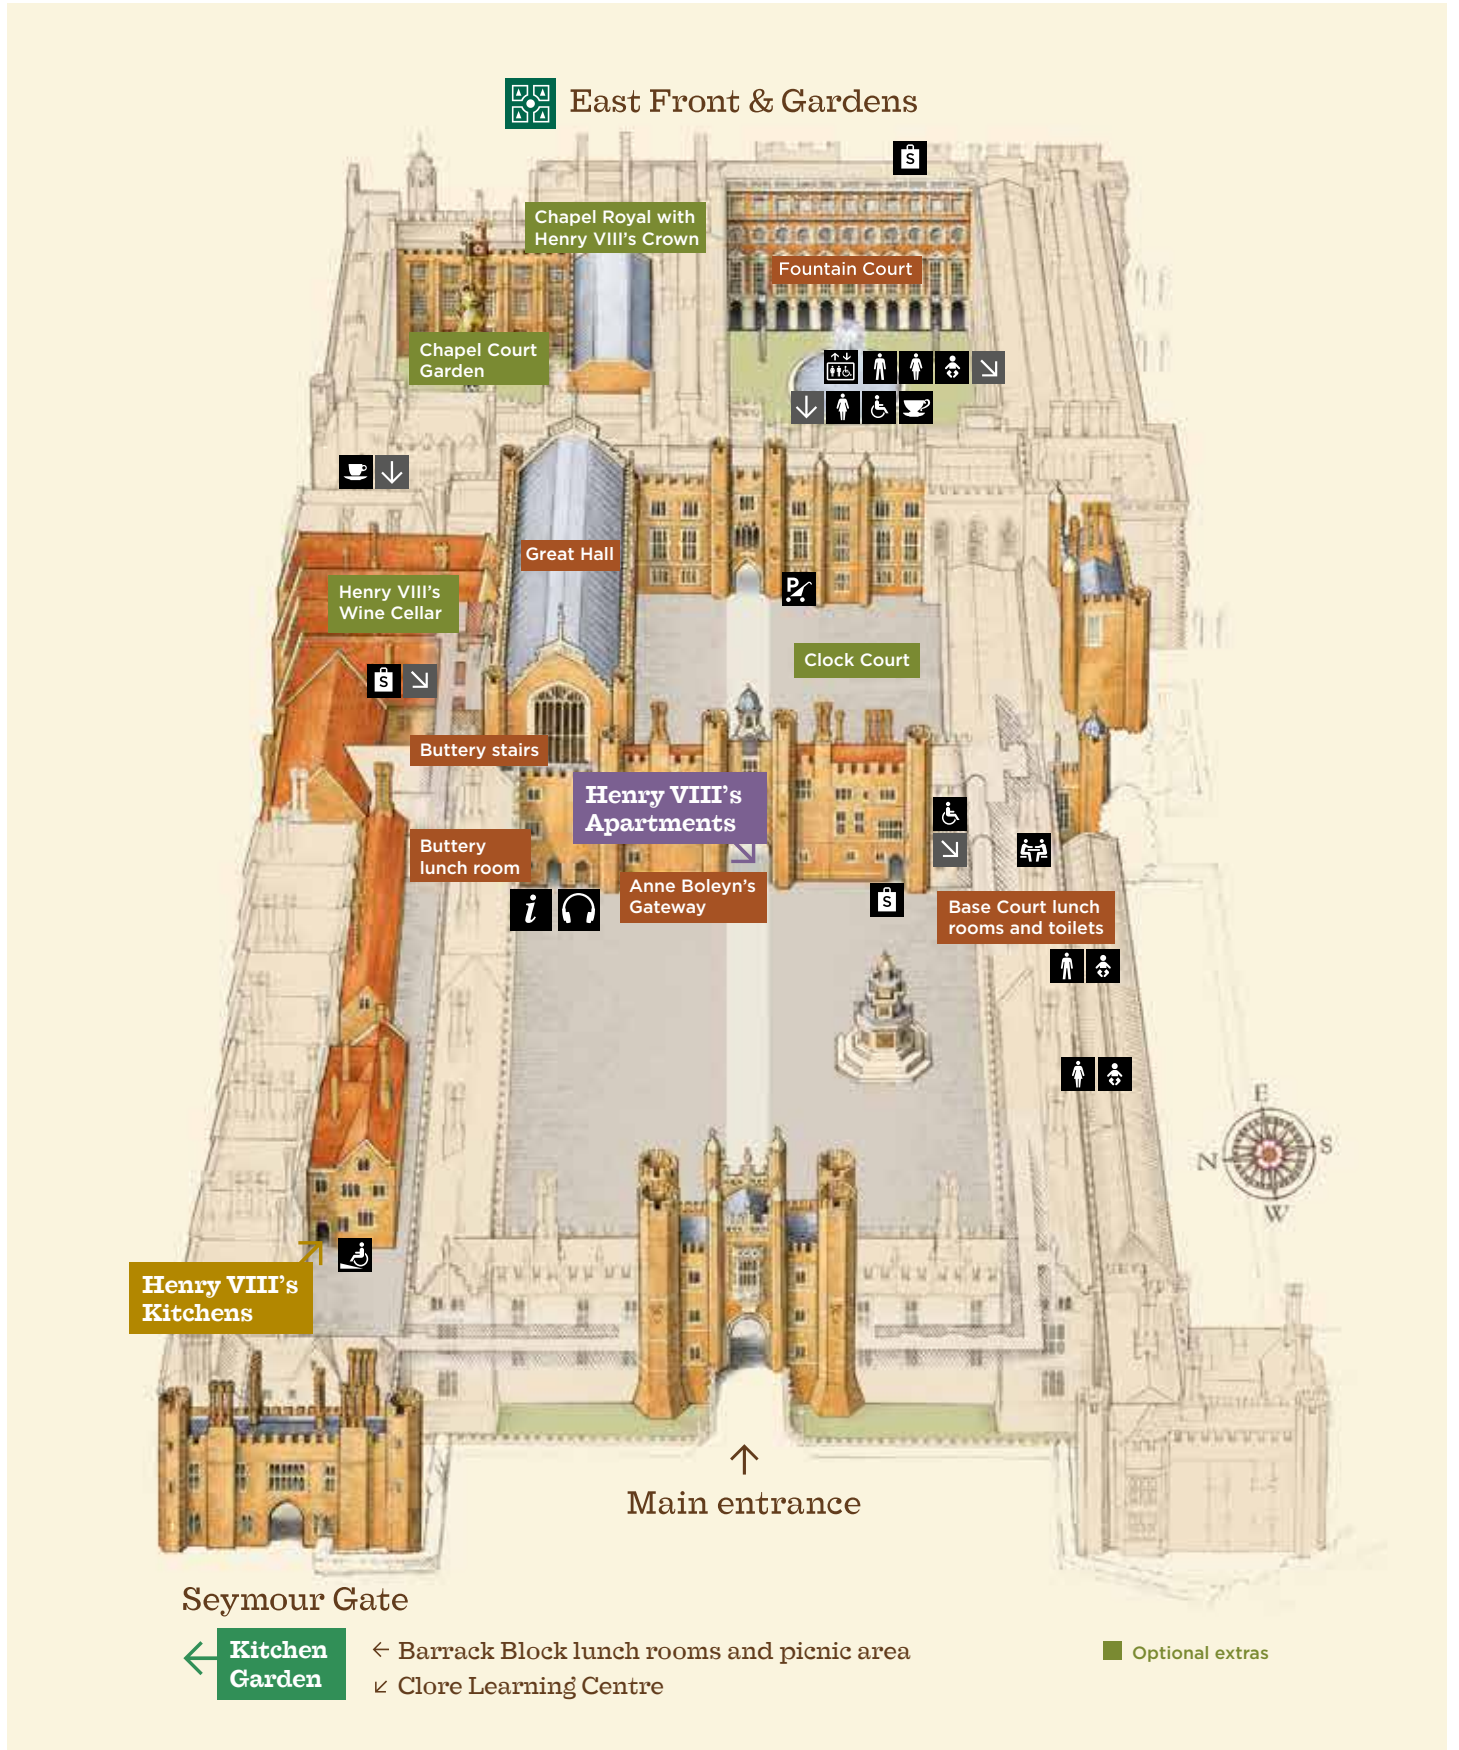 East Front & Gardens
S
Chapel Royal with
Henry VIII's Crown
Fountain Court
Chapel Court
Garden
Great Hall
Henry VIII's
Wine Cellar
P
Clock Court
S
Buttery stairs
Henry VIII's
Apartments
Buttery
lunch room
Anne Boleyn's
Gateway
i
S
Base Court lunch
rooms and toilets
E
N
S
W
Henry VIII's
Kitchens
Main entrance
Seymour Gate
Kitchen
Garden
Barrack Block lunch rooms and picnic area
Clore Learning Centre
Optional extras